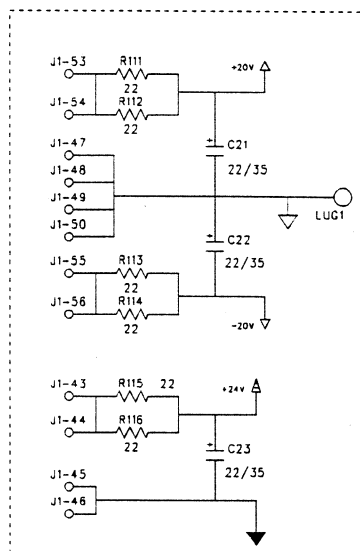 J1-53
R111
22
+20V
J1-54
R112
22
J1-47
C21
22/35
J1-48
J1-49
J1-50
LUG1
C22
22/35
J1-55
R113
22
J1-56
R114
22
-20V
J1-43
R115
22
+24V
J1-44
R116
22
C23
22/35
J1-45
J1-46